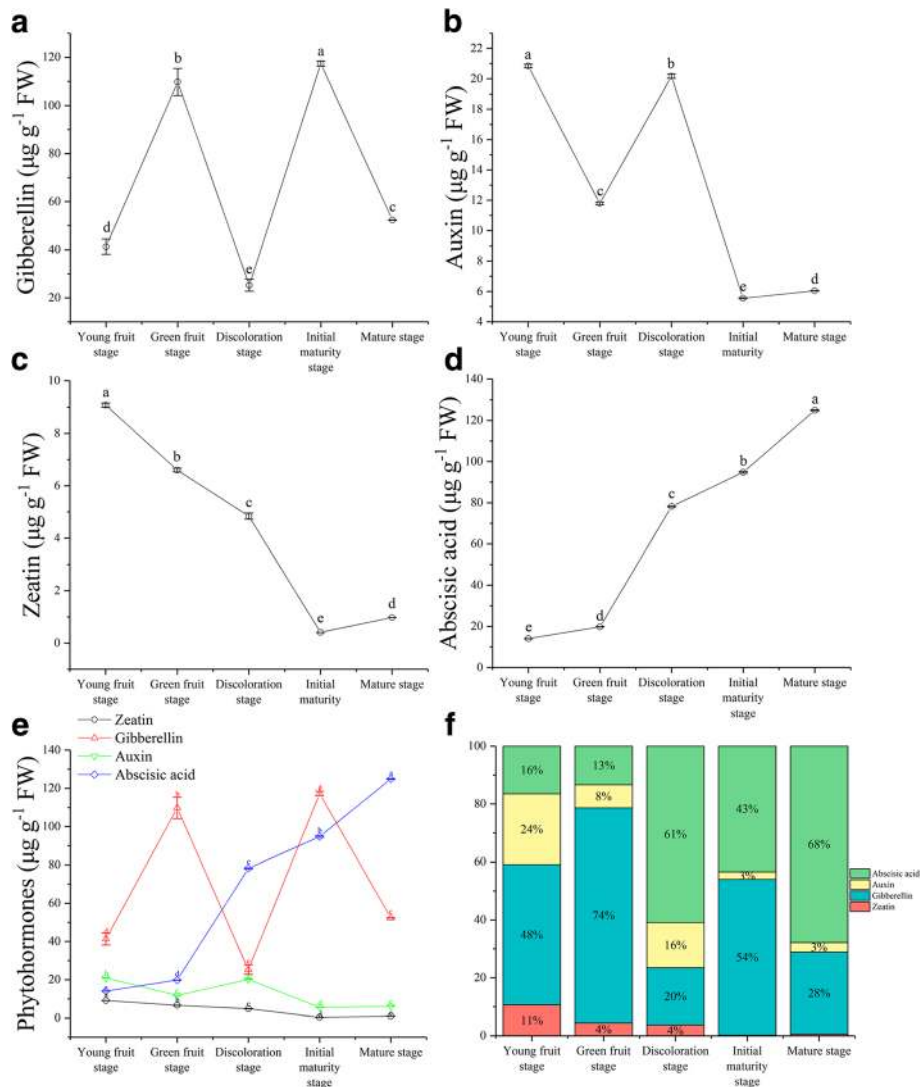 a
Gibberellin (µg g⁻¹ FW)
120
100
80
60
40
20
d
b
e
a
c
Young fruit stage
Green fruit stage
Discoloration stage
Initial maturity stage
Mature stage
b
Auxin (µg g⁻¹ FW)
22
20
18
16
14
12
10
8
6
4
a
c
b
e
d
Young fruit stage
Green fruit stage
Discoloration stage
Initial maturity stage
Mature stage
c
Zeatin (µg g⁻¹ FW)
10
8
6
4
2
0
a
b
c
e
d
Young fruit stage
Green fruit stage
Discoloration stage
Initial maturity stage
Mature stage
d
Abscisic acid (µg g⁻¹ FW)
140
120
100
80
60
40
20
0
e
d
c
b
a
Young fruit stage
Green fruit stage
Discoloration stage
Initial maturity stage
Mature stage
e
Zeatin
Gibberellin
Auxin
Abscisic acid
Phytohormones (µg g⁻¹ FW)
140
120
100
80
60
40
20
0
Young fruit stage
Green fruit stage
Discoloration stage
Initial maturity stage
Mature stage
f
100
80
60
40
20
0
16%
24%
48%
11%
13%
8%
74%
4%
61%
16%
20%
4%
43%
3%
54%
68%
3%
28%
Abscisic acid
Auxin
Gibberellin
Zeatin
Young fruit stage
Green fruit stage
Discoloration stage
Initial maturity stage
Mature stage